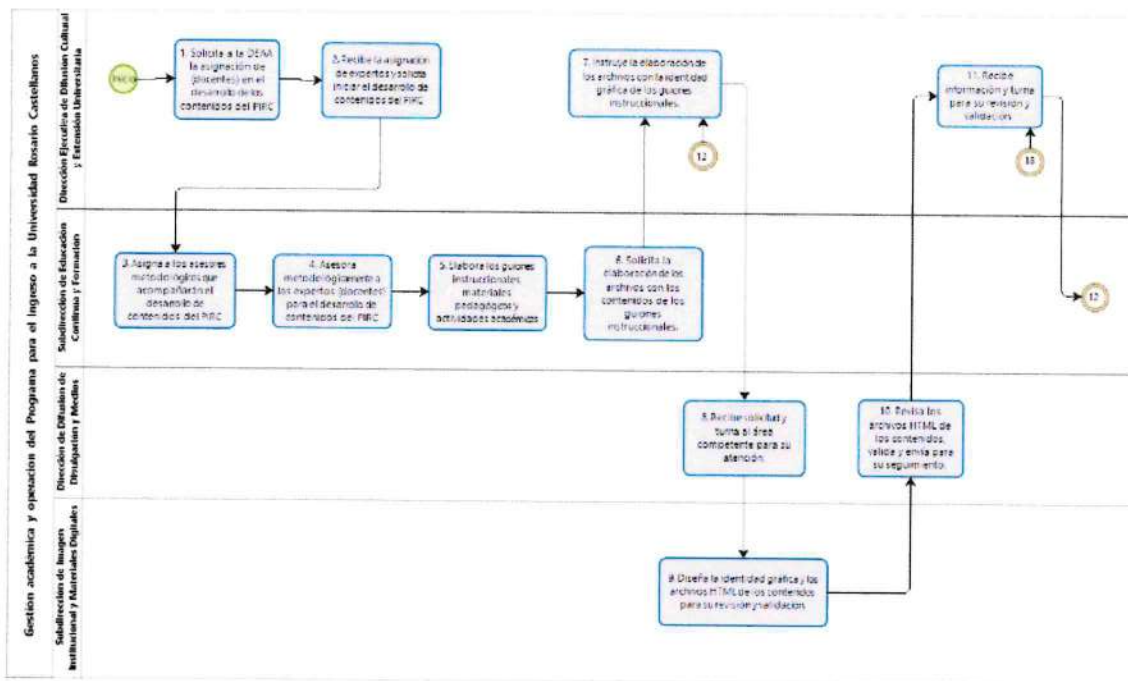 Gestión académica y operación del Programa para el Ingreso a la Universidad Rosario Castellanos
Dirección Ejecutiva de Difusión Cultural
y Extensión Universitaria
INICIO
1. Solicita a la DEAA
la asignación de
(docentes) en el
desarrollo de los
contenidos del PIRC
2. Recibe la asignación
de expertos y solicita
iniciar el desarrollo de
contenidos del PIRC
7. Instruye la elaboración de
los archivos con la identidad
gráfica de los guiones
instruccionales.
12
11. Recibe
información y turna
para su revisión y
validación
13
Subdirección de Educación
Continua y Formación
3. Asigna a los asesores
metodológicos que
acompañarán el
desarrollo de
contenidos del PIRC
4. Asesora
metodológicamente a
los expertos (docentes)
para el desarrollo de
contenidos del PIRC
5. Elabora los guiones
instruccionales,
materiales
pedagógicos y
actividades académicas
6. Solicita la
elaboración de los
archivos con los
contenidos de los
guiones
instruccionales.
12
Dirección de Difusión de
Divulgación y Medios
8. Recibe solicitud y
turna al área
competente para su
atención.
10. Revisa los
archivos HTML de
los contenidos,
valida y envía para
su seguimiento.
Subdirección de Imagen
Institucional y Materiales Digitales
9. Diseña la identidad gráfica y los
archivos HTML de los contenidos
para su revisión y validación